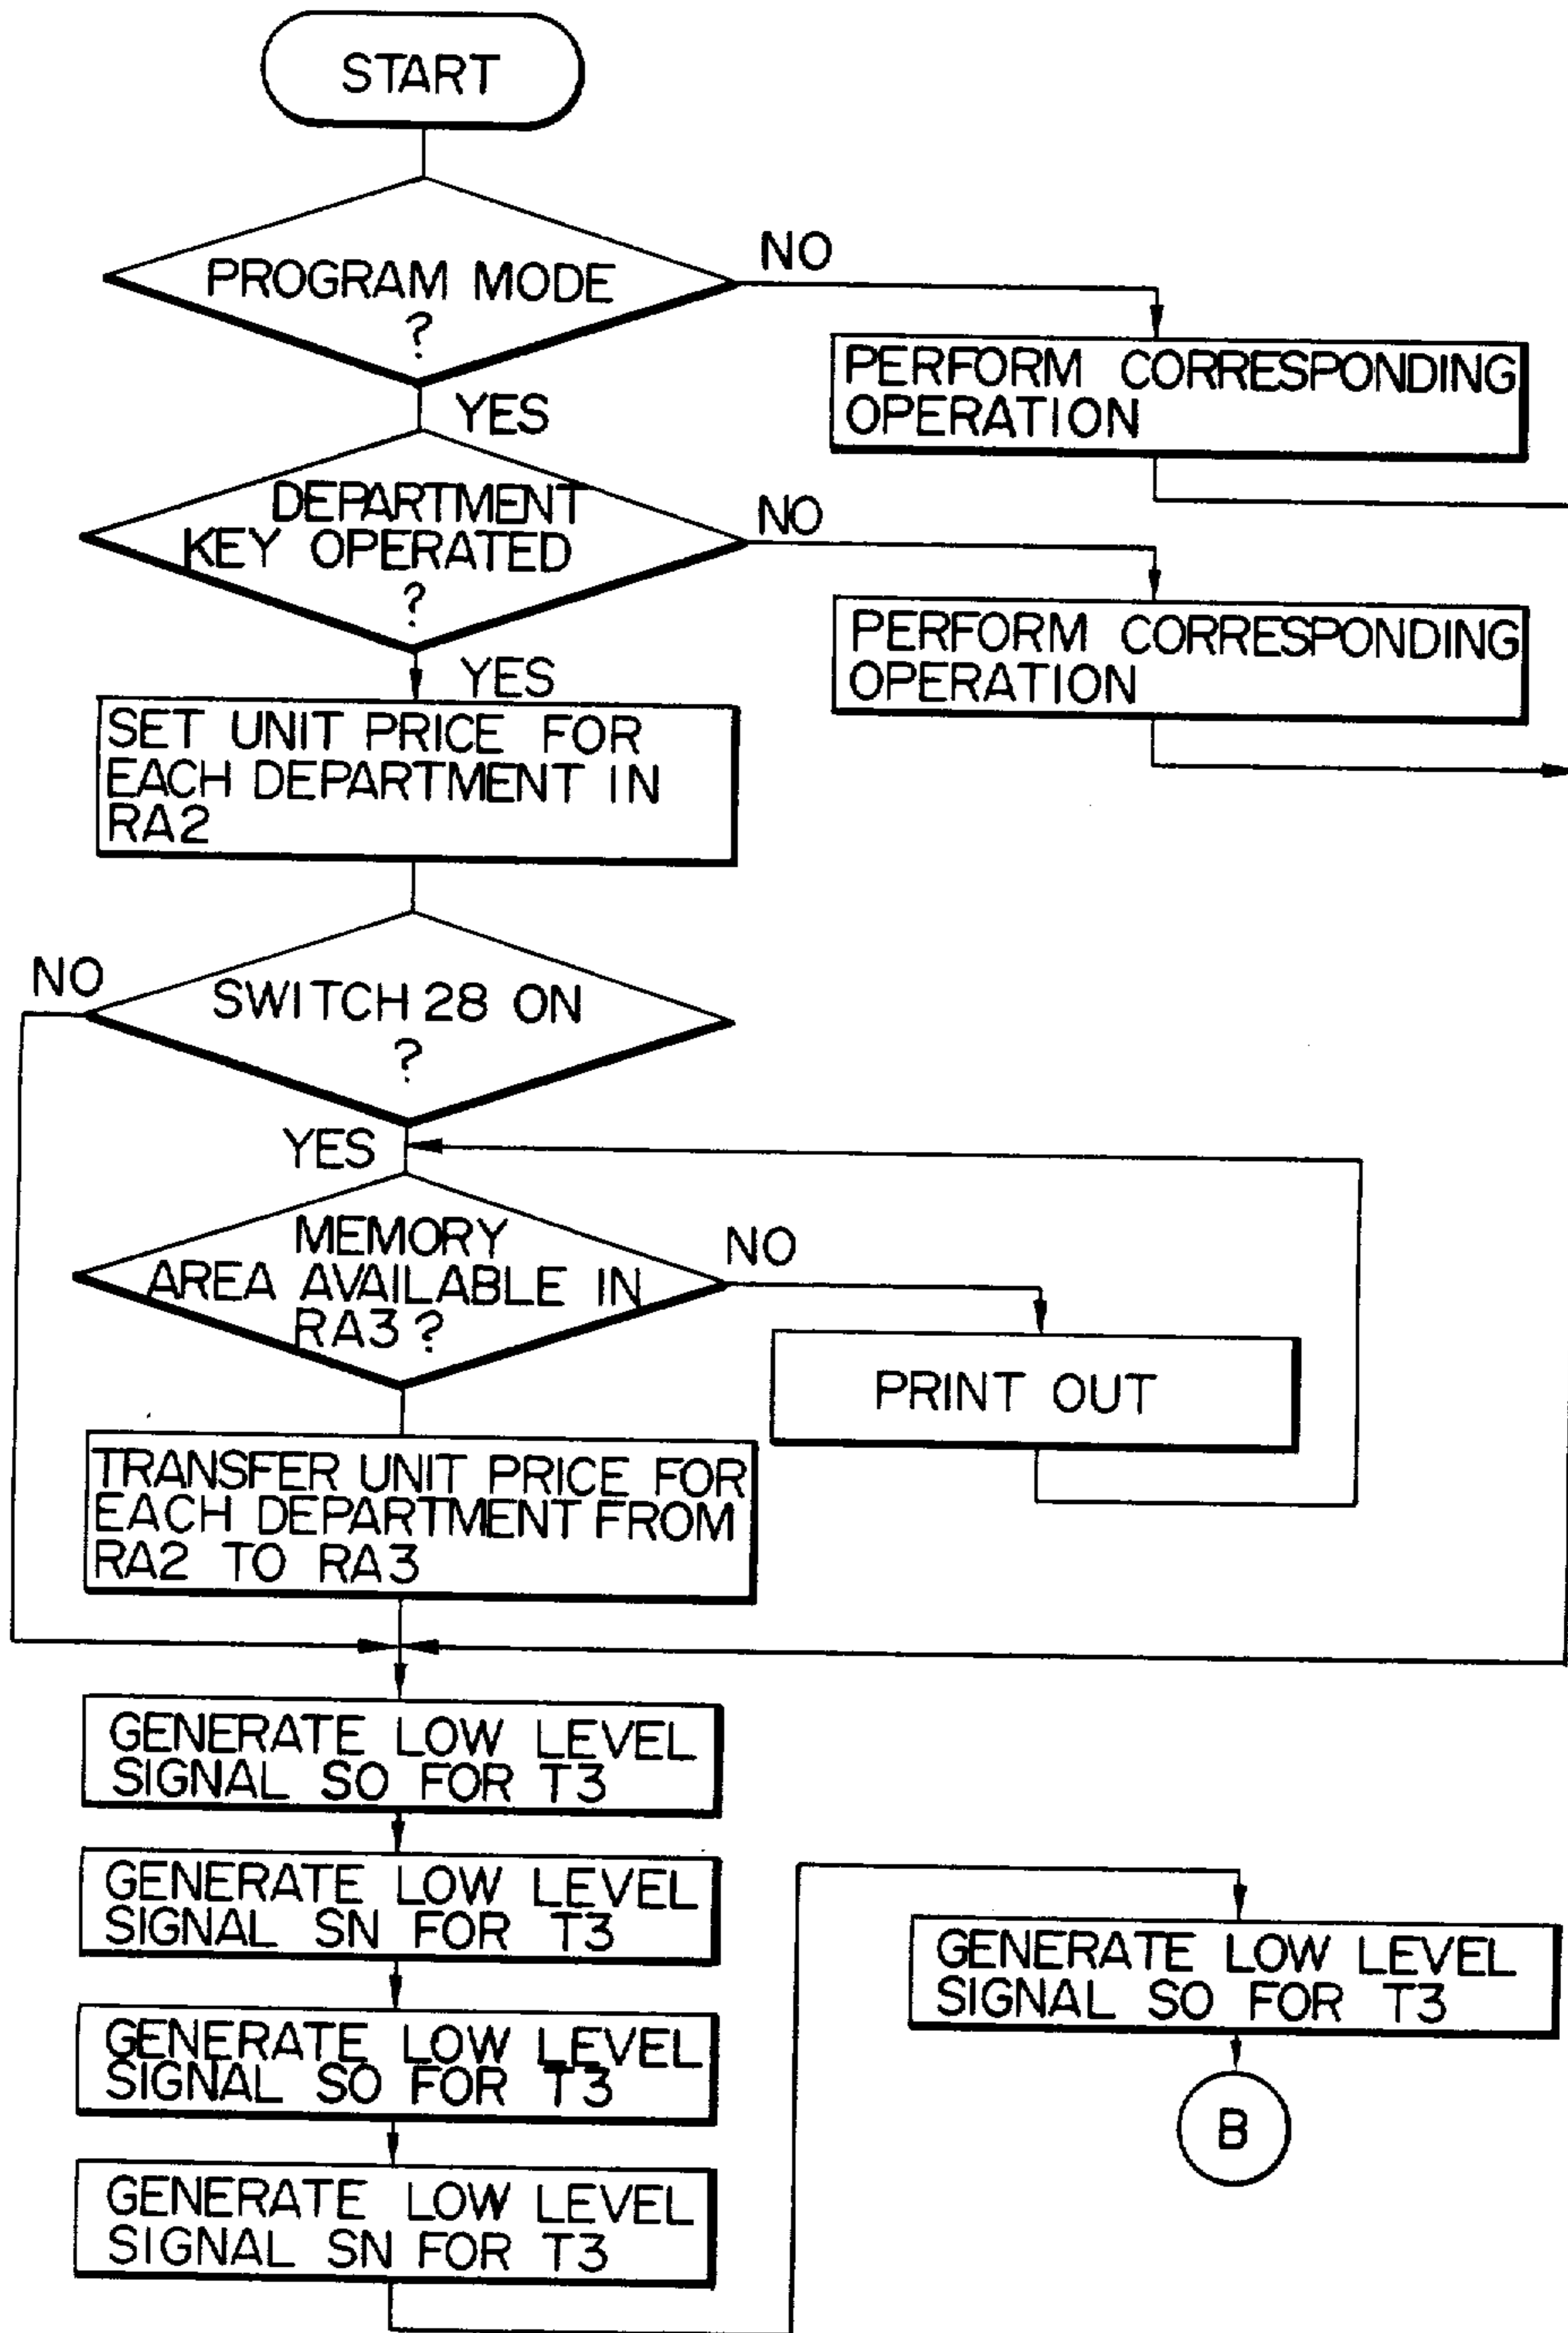 START
PROGRAM MODE
?
NO
PERFORM CORRESPONDING
OPERATION
YES
DEPARTMENT
KEY OPERATED
?
NO
PERFORM CORRESPONDING
OPERATION
YES
SET UNIT PRICE FOR
EACH DEPARTMENT IN
RA2
NO
SWITCH 28 ON
?
YES
MEMORY
AREA AVAILABLE IN
RA3?
NO
PRINT OUT
TRANSFER UNIT PRICE FOR
EACH DEPARTMENT FROM
RA2 TO RA3
GENERATE LOW LEVEL
SIGNAL SO FOR T3
GENERATE LOW LEVEL
SIGNAL SN FOR T3
GENERATE LOW LEVEL
SIGNAL SO FOR T3
GENERATE LOW LEVEL
SIGNAL SN FOR T3
GENERATE LOW LEVEL
SIGNAL SO FOR T3
B